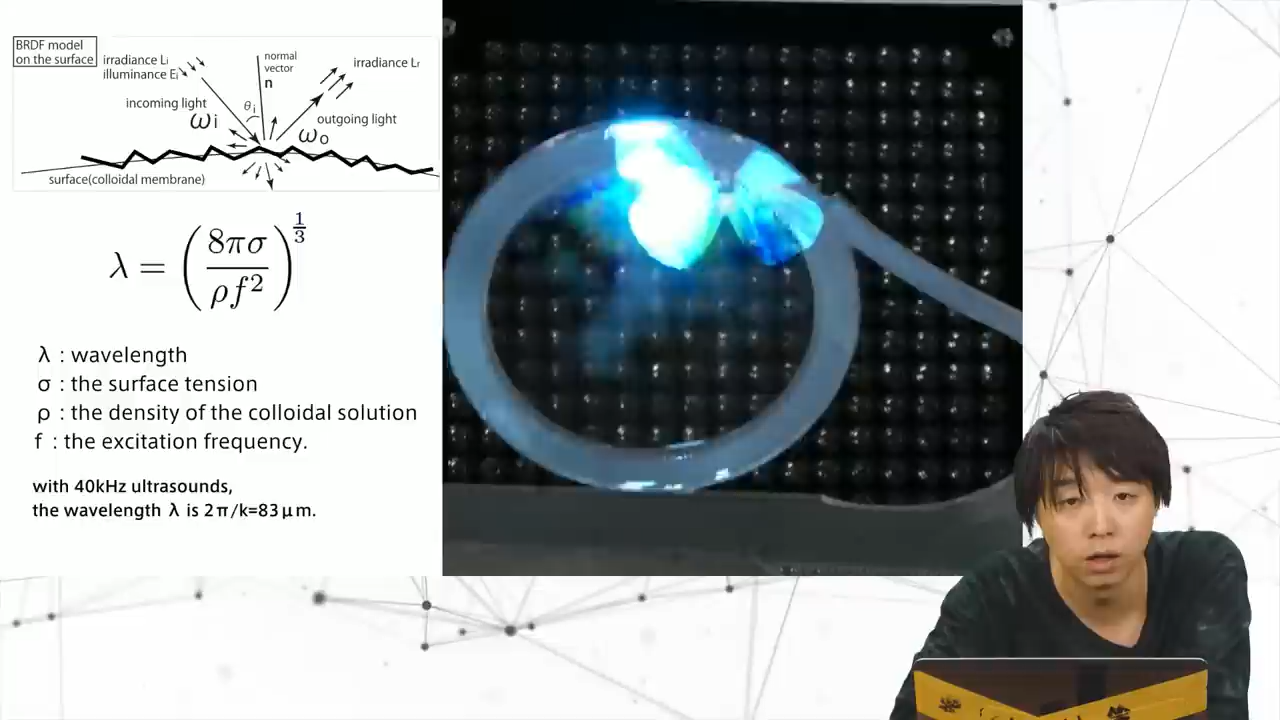 BRDF model
on the surface
irradiance Li
illuminance Ei
normal
vector
n
irradiance Lr
incoming light
ωi
θi
outgoing light
ωo
surface(colloidal membrane)
λ = (8πσ / ρf²)^(1/3)
λ : wavelength
σ : the surface tension
ρ : the density of the colloidal solution
f : the excitation frequency.
with 40kHz ultrasounds,
the wavelength λ is 2π/k=83μm.